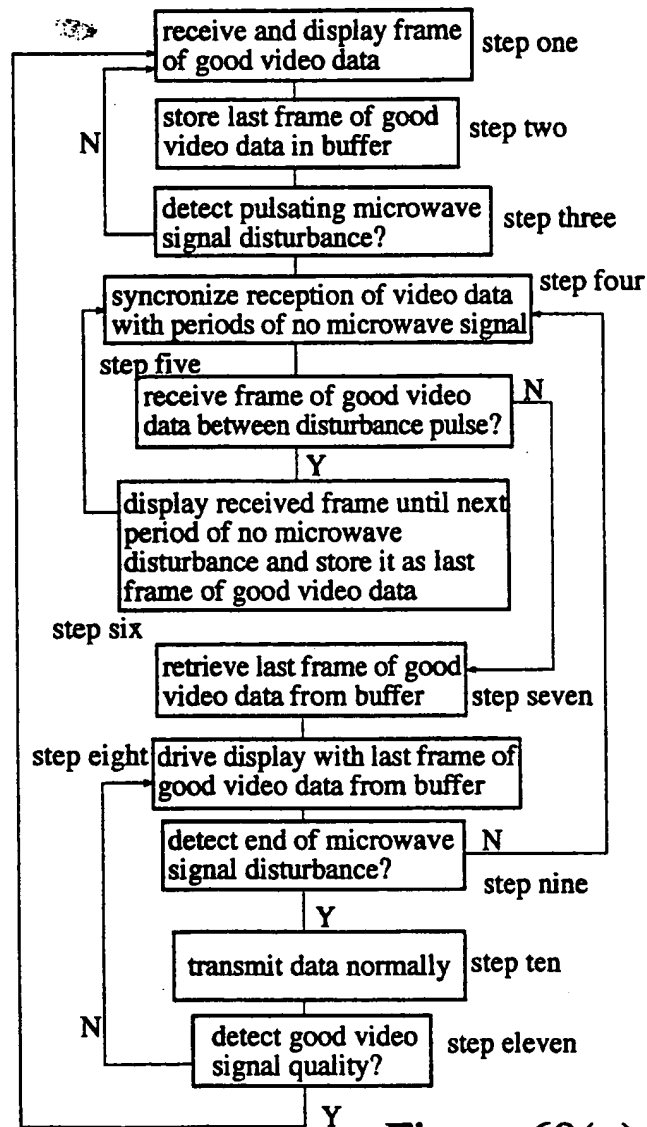 receive and display frame
of good video data
step one
store last frame of good
video data in buffer
step two
N
detect pulsating microwave
signal disturbance?
step three
step four
syncronize reception of video data
with periods of no microwave signal
step five
receive frame of good video
data between disturbance pulse?
N
Y
display received frame until next
period of no microwave
disturbance and store it as last
frame of good video data
step six
retrieve last frame of good
video data from buffer
step seven
step eight
drive display with last frame of
good video data from buffer
detect end of microwave
signal disturbance?
N
step nine
Y
transmit data normally
step ten
N
detect good video
signal quality?
step eleven
Y